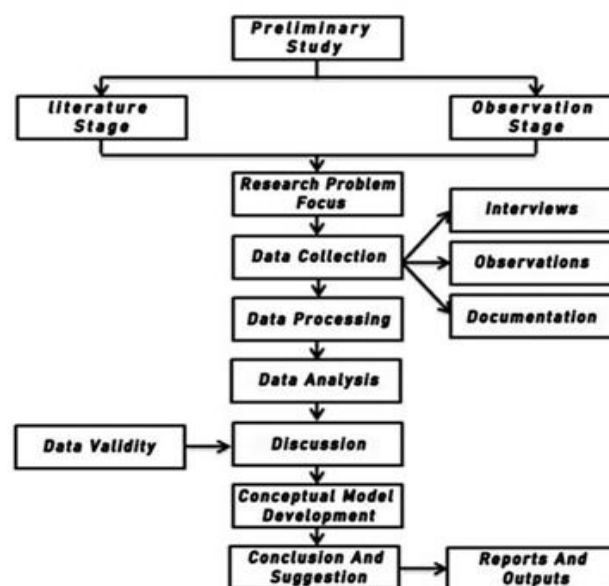 Preliminary
Study
literature
Stage
Observation
Stage
Research Problem
Focus
Interviews
Data Collection
Observations
Data Processing
Documentation
Data Analysis
Data Validity
Discussion
Conceptual Model
Development
Conclusion And
Suggestion
Reports And
Outputs